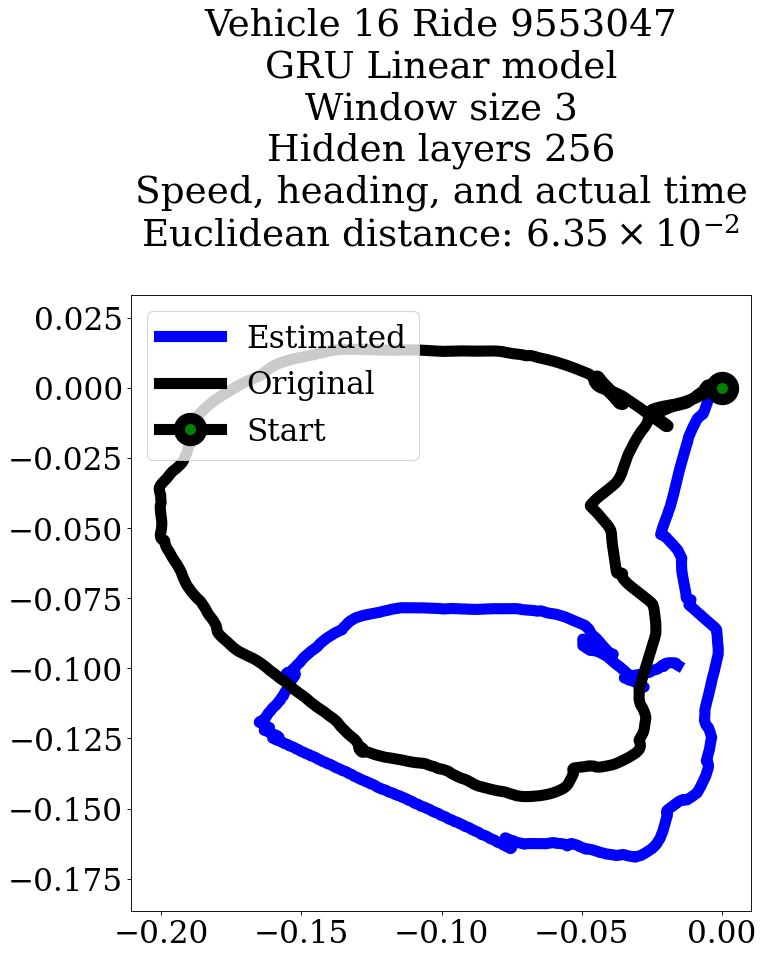 Vehicle 16 Ride 9553047
GRU Linear model
Window size 3
Hidden layers 256
Speed, heading, and actual time
Euclidean distance: 6.35 × 10⁻²
Estimated
Original
Start
0.025
0.000
−0.025
−0.050
−0.075
−0.100
−0.125
−0.150
−0.175
−0.20 −0.15 −0.10 −0.05 0.00